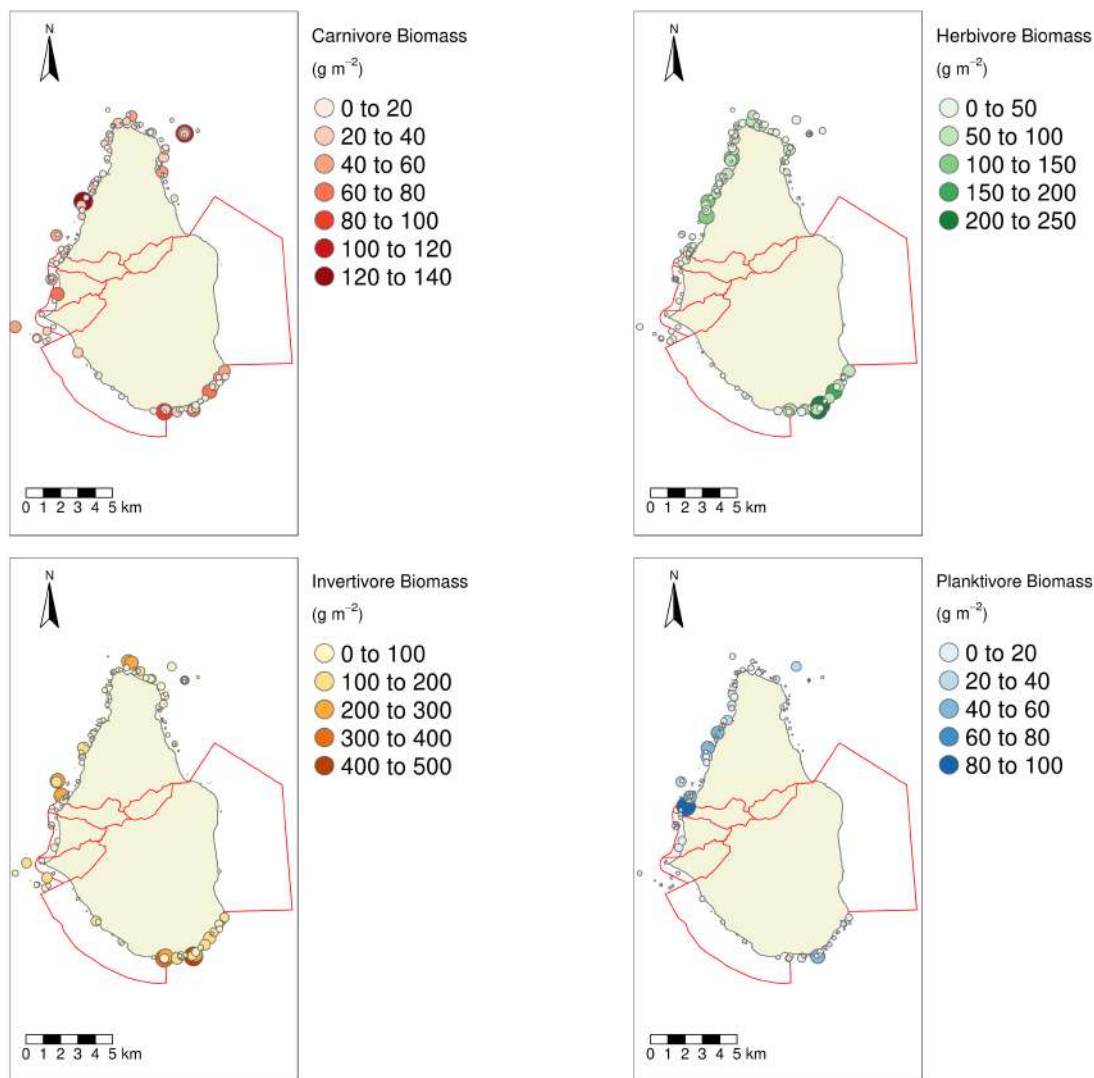 N
Carnivore Biomass
(g m⁻²)
0 to 20
20 to 40
40 to 60
60 to 80
80 to 100
100 to 120
120 to 140
0 1 2 3 4 5 km
N
Herbivore Biomass
(g m⁻²)
0 to 50
50 to 100
100 to 150
150 to 200
200 to 250
0 1 2 3 4 5 km
N
Invertivore Biomass
(g m⁻²)
0 to 100
100 to 200
200 to 300
300 to 400
400 to 500
0 1 2 3 4 5 km
N
Planktivore Biomass
(g m⁻²)
0 to 20
20 to 40
40 to 60
60 to 80
80 to 100
0 1 2 3 4 5 km